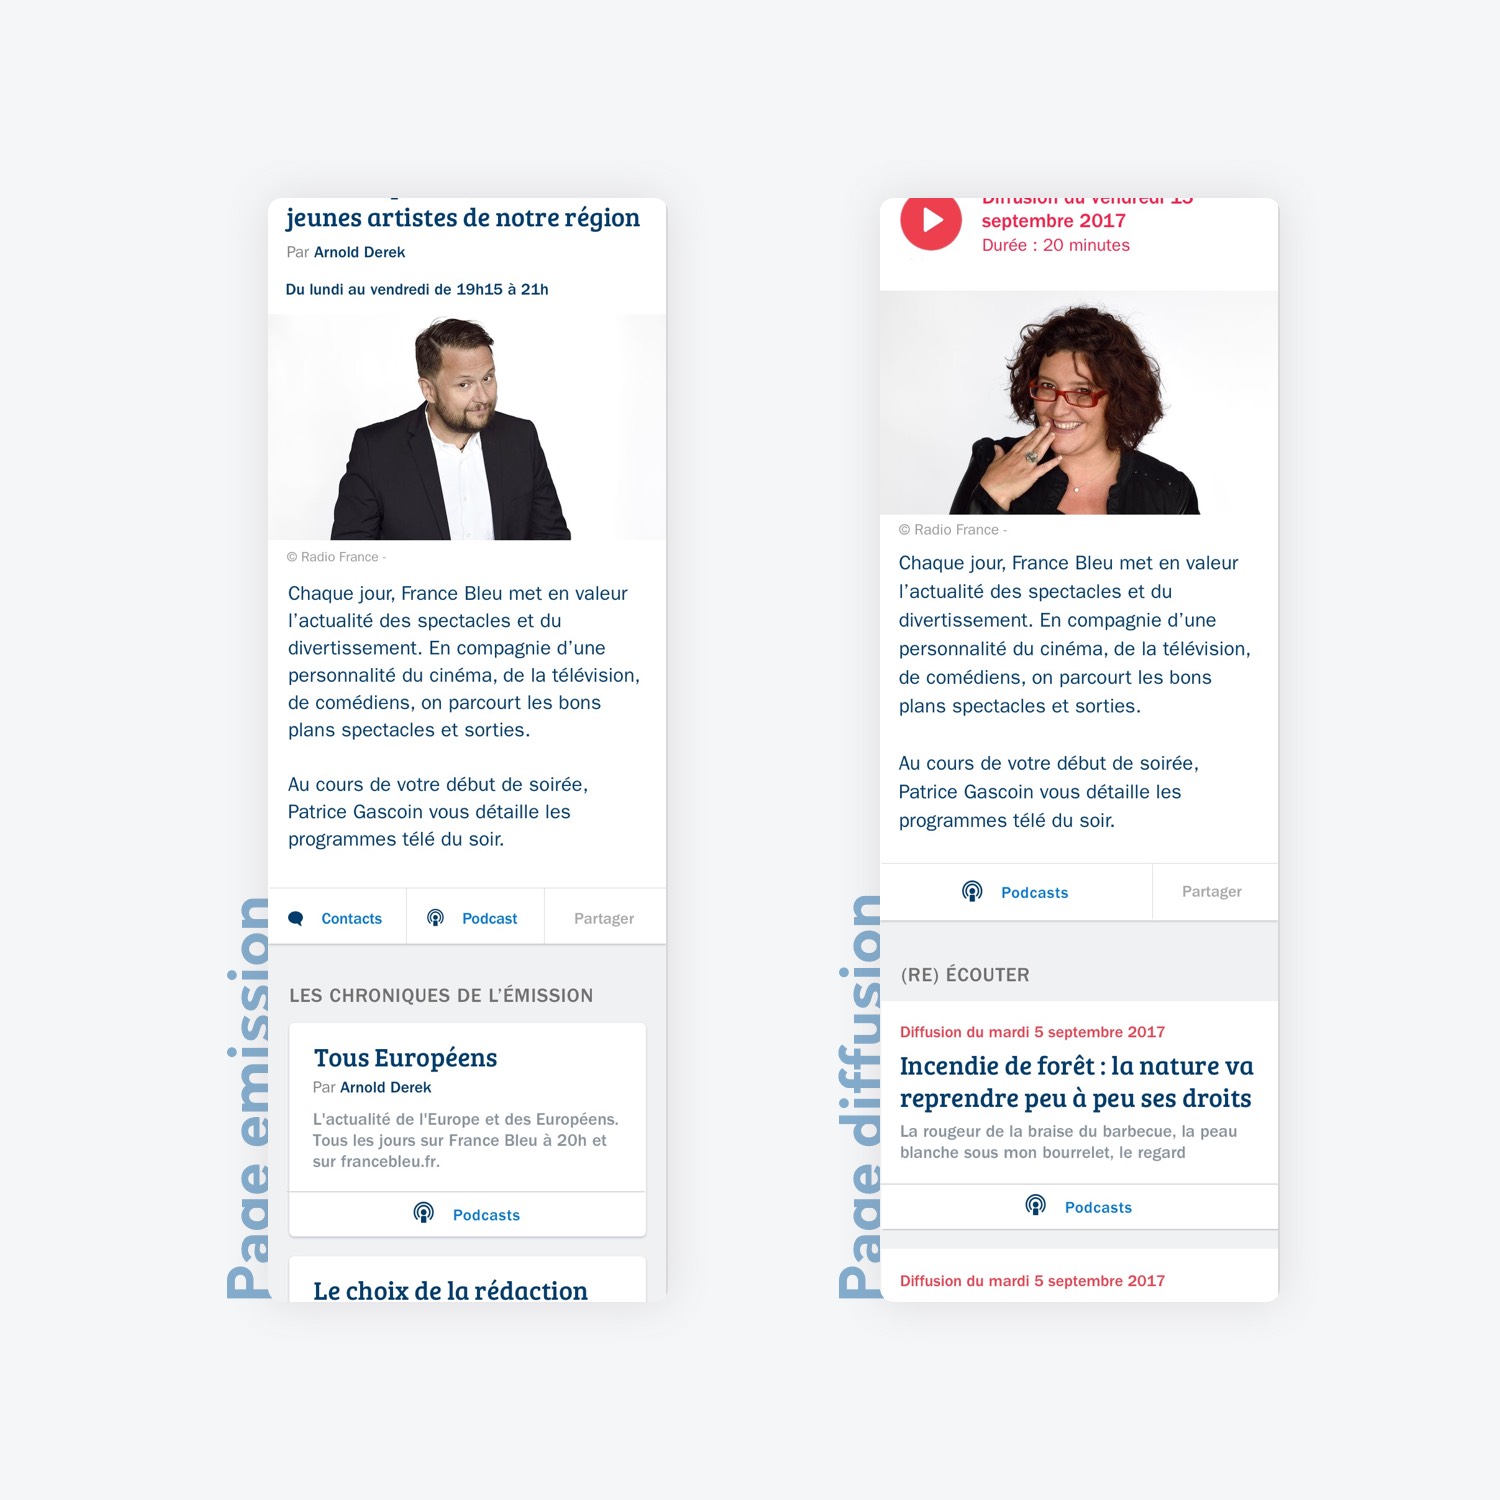 jeunes artistes de notre région
Par Arnold Derek
Du lundi au vendredi de 19h15 à 21h
© Radio France -
Chaque jour, France Bleu met en valeur
l’actualité des spectacles et du
divertissement. En compagnie d’une
personnalité du cinéma, de la télévision,
de comédiens, on parcourt les bons
plans spectacles et sorties.
Au cours de votre début de soirée,
Patrice Gascoin vous détaille les
programmes télé du soir.
Contacts
Podcast
Partager
LES CHRONIQUES DE L’ÉMISSION
Tous Européens
Par Arnold Derek
L'actualité de l'Europe et des Européens.
Tous les jours sur France Bleu à 20h et
sur francebleu.fr.
Podcasts
Le choix de la rédaction
Page emission
Diffusion du vendredi 15
septembre 2017
Durée : 20 minutes
© Radio France -
Chaque jour, France Bleu met en valeur
l’actualité des spectacles et du
divertissement. En compagnie d’une
personnalité du cinéma, de la télévision,
de comédiens, on parcourt les bons
plans spectacles et sorties.
Au cours de votre début de soirée,
Patrice Gascoin vous détaille les
programmes télé du soir.
Podcasts
Partager
(RE) ÉCOUTER
Diffusion du mardi 5 septembre 2017
Incendie de forêt : la nature va
reprendre peu à peu ses droits
La rougeur de la braise du barbecue, la peau
blanche sous mon bourrelet, le regard
Podcasts
Diffusion du mardi 5 septembre 2017
Page diffusion